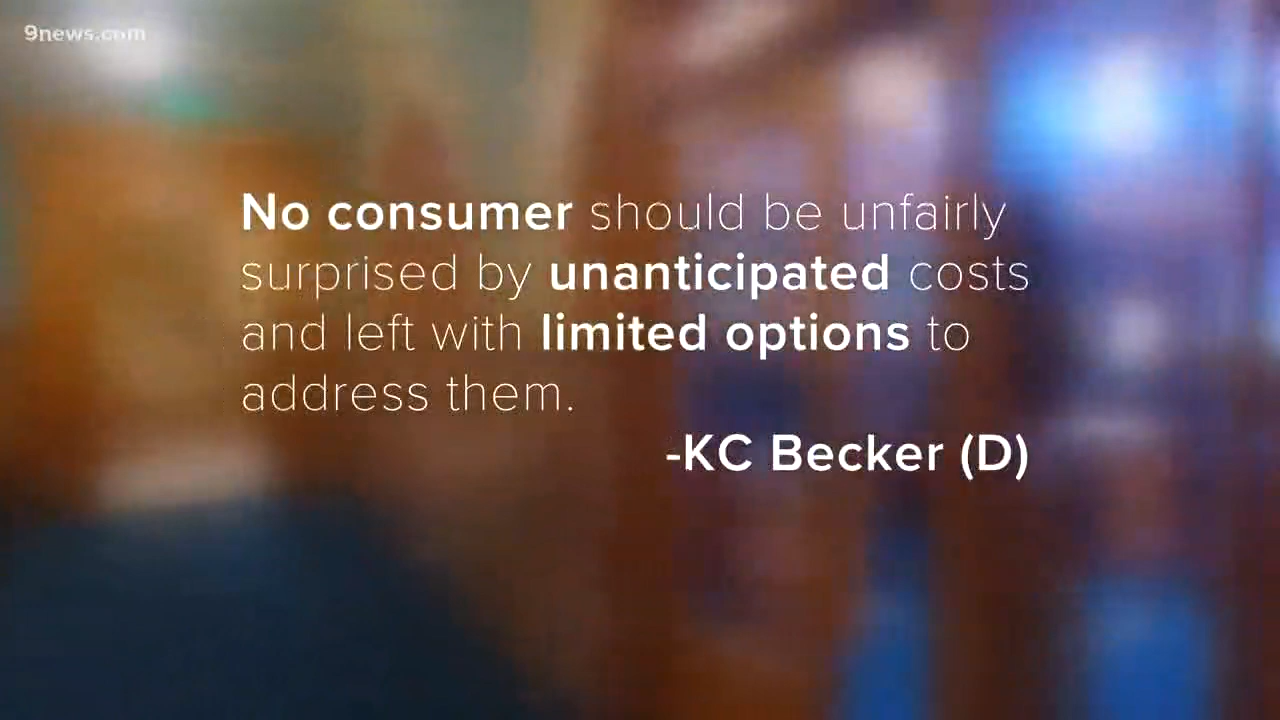 9news.com
No consumer should be unfairly
surprised by unanticipated costs
and left with limited options to
address them.
-KC Becker (D)